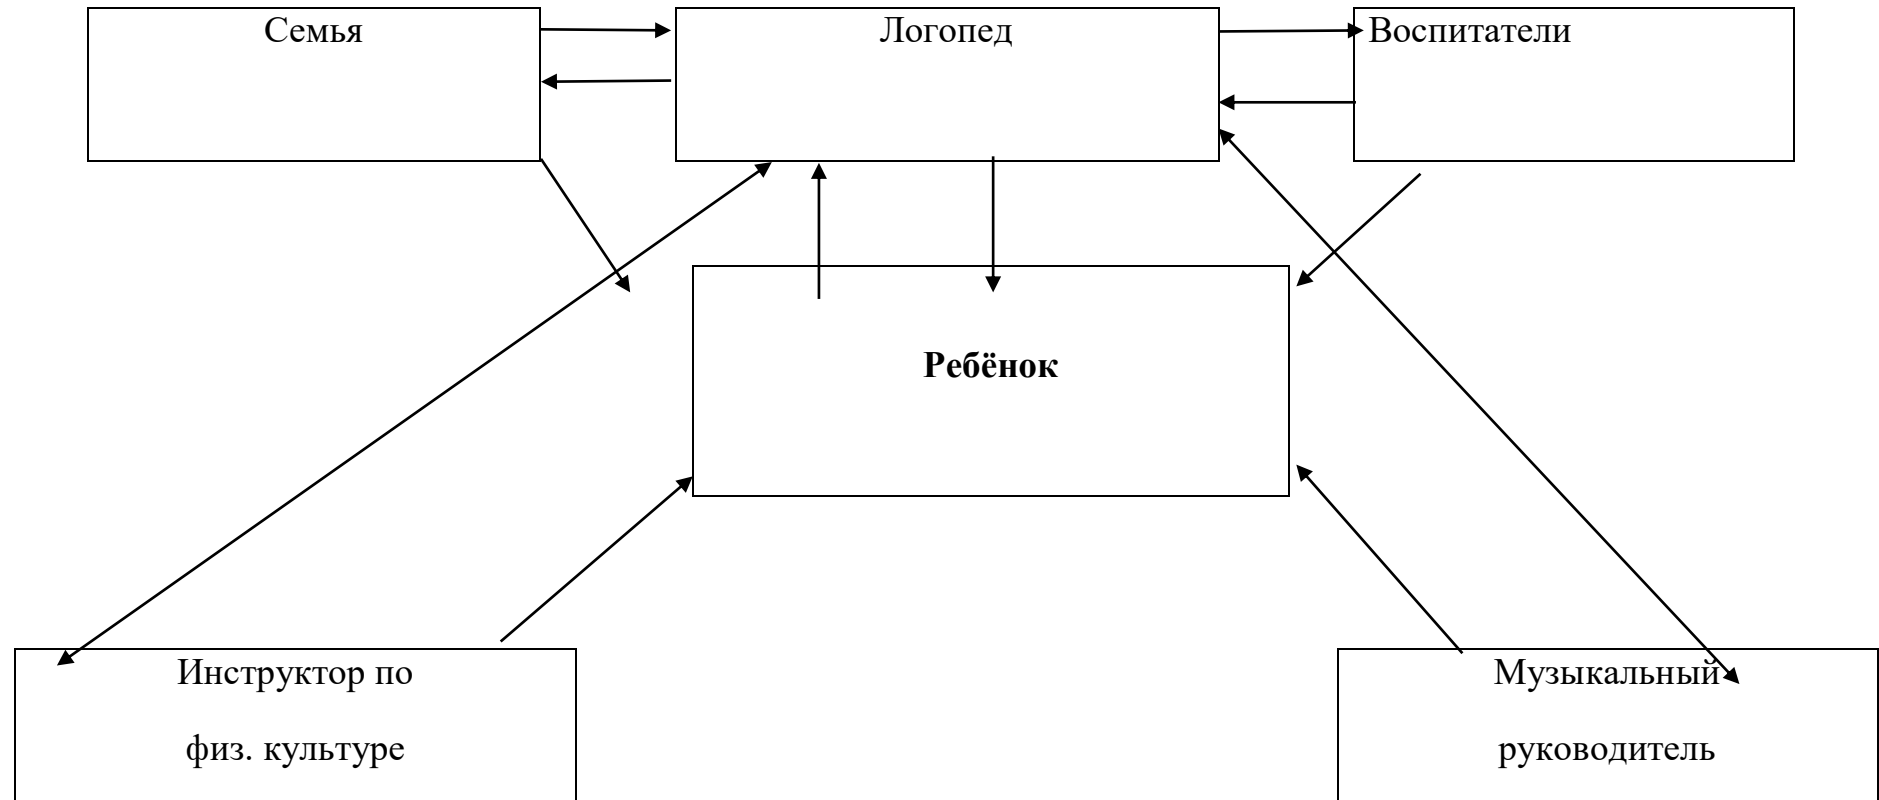 Семья
Логопед
Воспитатели
Ребёнок
Инструктор по
физ. культуре
Музыкальный
руководитель